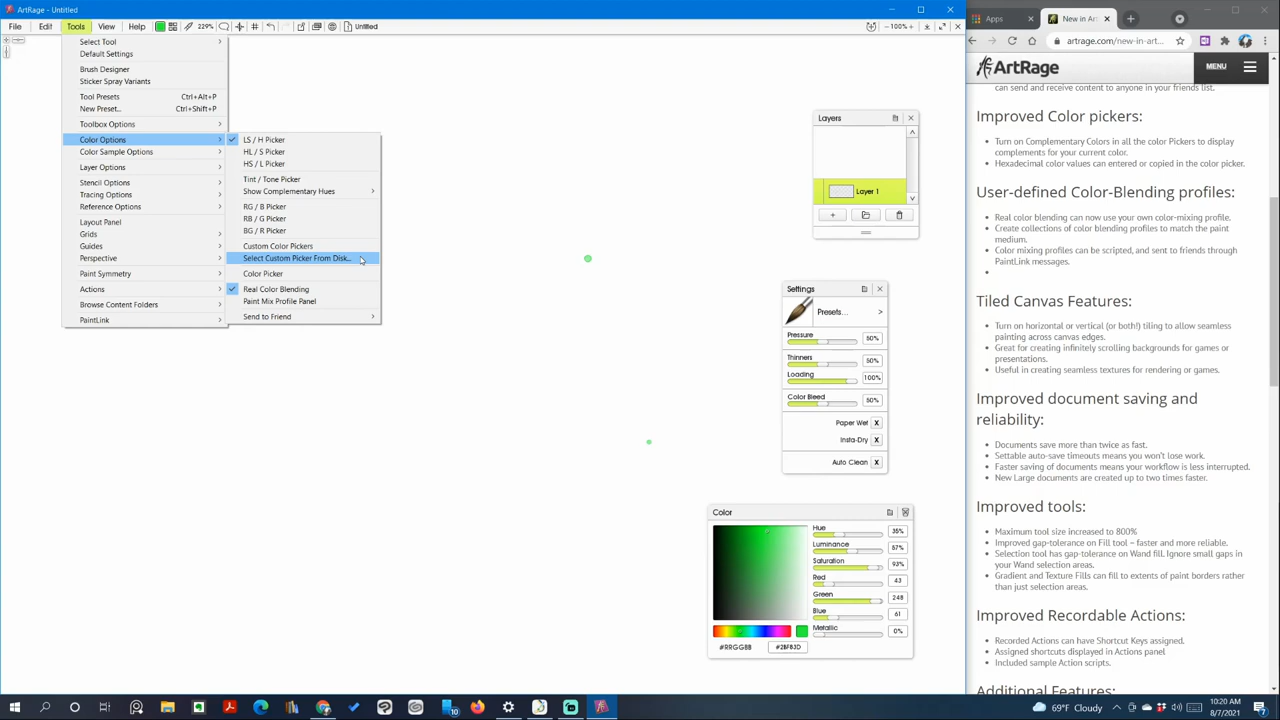 ArtRage - Untitled
File
Edit
Tools
View
Help
229%
Untitled
100%
Select Tool
Default Settings
Brush Designer
Sticker Spray Variants
Tool Presets Ctrl+Alt+P
New Preset... Ctrl+Shift+P
Toolbox Options
Color Options
Color Sample Options
Layer Options
Stencil Options
Tracing Options
Reference Options
Layout Panel
Grids
Guides
Perspective
Paint Symmetry
Actions
Browse Content Folders
PaintLink
LS / H Picker
HL / S Picker
HS / L Picker
Tint / Tone Picker
Show Complementary Hues
RG / B Picker
RB / G Picker
BG / R Picker
Custom Color Pickers
Select Custom Picker From Disk...
Color Picker
Real Color Blending
Paint Mix Profile Panel
Send to Friend
Layers
Layer 1
Settings
Presets...
Pressure
50%
Thinners
50%
Loading
100%
Color Bleed
50%
Paper Wet X
Insta-Dry X
Auto Clean X
Color
Hue
35%
Luminance
57%
Saturation
93%
Red
43
Green
248
Blue
61
Metallic
0%
#RRGGBB
#2BF83D
Apps
New in Art
artrage.com/new-in-art...
ArtRage
MENU
can send and receive content to anyone in your friends list.
Improved Color pickers:
Turn on Complementary Colors in all the color Pickers to display
complements for your current color.
Hexadecimal color values can entered or copied in the color picker.
User-defined Color-Blending profiles:
Real color blending can now use your own color-mixing profile.
Create collections of color blending profiles to match the paint
medium.
Color mixing profiles can be scripted, and sent to friends through
PaintLink messages.
Tiled Canvas Features:
Turn on horizontal or vertical (or both!) tiling to allow seamless
painting across canvas edges.
Great for creating infinitely scrolling backgrounds for games or
presentations.
Useful in creating seamless textures for rendering or games.
Improved document saving and
reliability:
Documents save more than twice as fast.
Settable auto-save timeouts means you won't lose work.
Faster saving of documents means your workflow is less interrupted.
New Large documents are created up to two times faster.
Improved tools:
Maximum tool size increased to 800%
Improved gap-tolerance on Fill tool – faster and more reliable.
Selection tool has gap-tolerance on Wand fill. Ignore small gaps in
your Wand selection areas.
Gradient and Texture Fills can fill to extents of paint borders rather
than just selection areas.
Improved Recordable Actions:
Recorded Actions can have Shortcut Keys assigned.
Assigned shortcuts displayed in Actions panel
Included sample Action scripts.
Additional Features:
69°F Cloudy
10:20 AM
8/7/2021